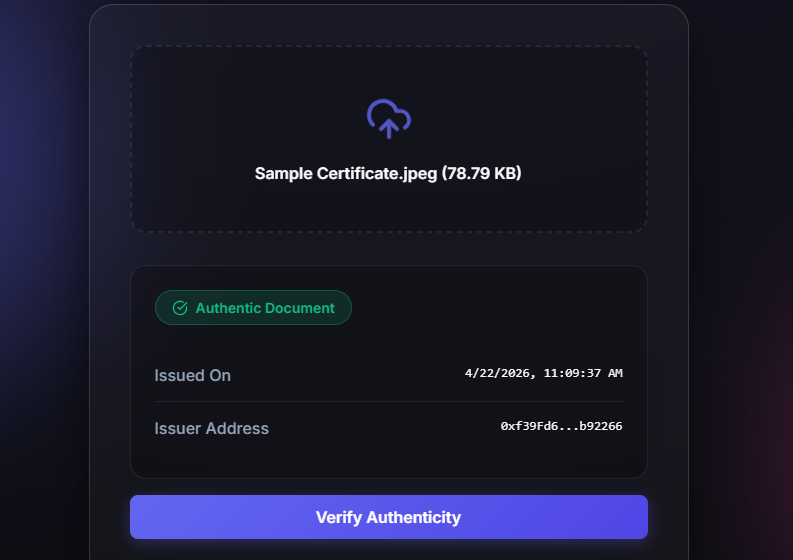 Sample Certificate.jpeg (78.79 KB)
Authentic Document
Issued On 4/22/2026, 11:09:37 AM
Issuer Address 0xf39Fd6...b92266
Verify Authenticity